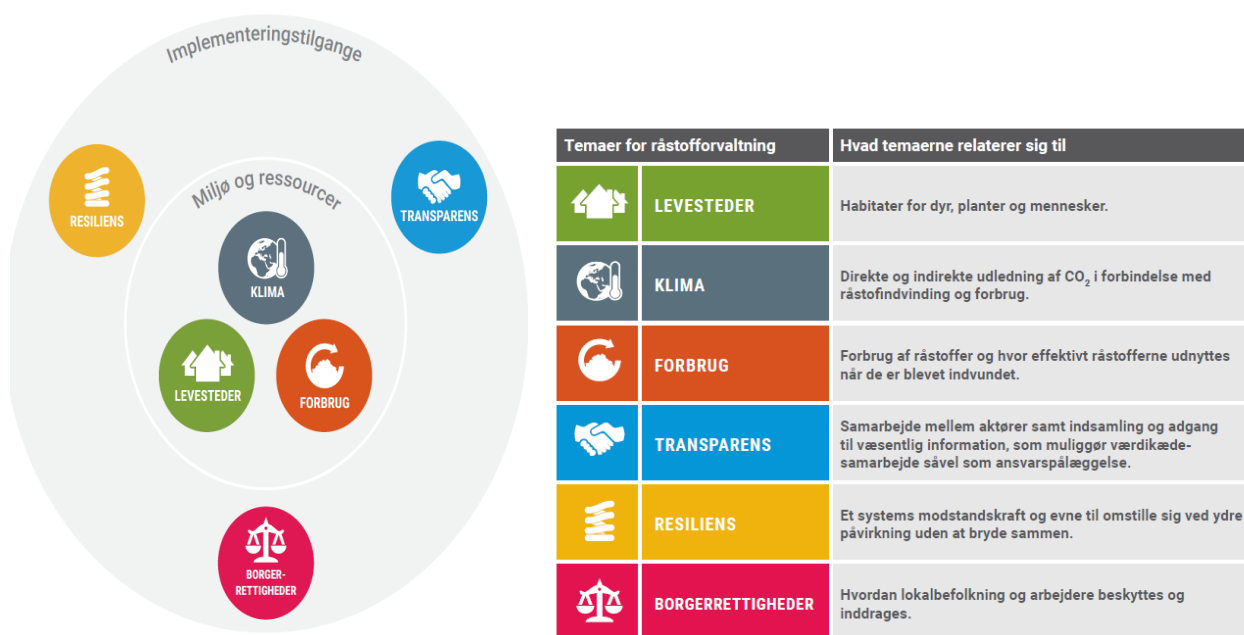 Implementeringstilgange
Miljø og ressourcer
RESILIENS
TRANSPARENS
KLIMA
LEVESTEDER
FORBRUG
BORGER-
RETTIGHEDER
Temaer for råstofforvaltning
Hvad temaerne relaterer sig til
LEVESTEDER
Habitater for dyr, planter og mennesker.
KLIMA
Direkte og indirekte udledning af CO₂ i forbindelse med
råstofindvinding og forbrug.
FORBRUG
Forbrug af råstoffer og hvor effektivt råstofferne udnyttes
når de er blevet indvundet.
TRANSPARENS
Samarbejde mellem aktører samt indsamling og adgang
til væsentlig information, som muliggør værdikæde-
samarbejde såvel som ansvarspålæggelse.
RESILIENS
Et systems modstandskraft og evne til omstille sig ved ydre
påvirkning uden at bryde sammen.
BORGERRETTIGHEDER
Hvordan lokalbefolkning og arbejdere beskyttes og
inddrages.